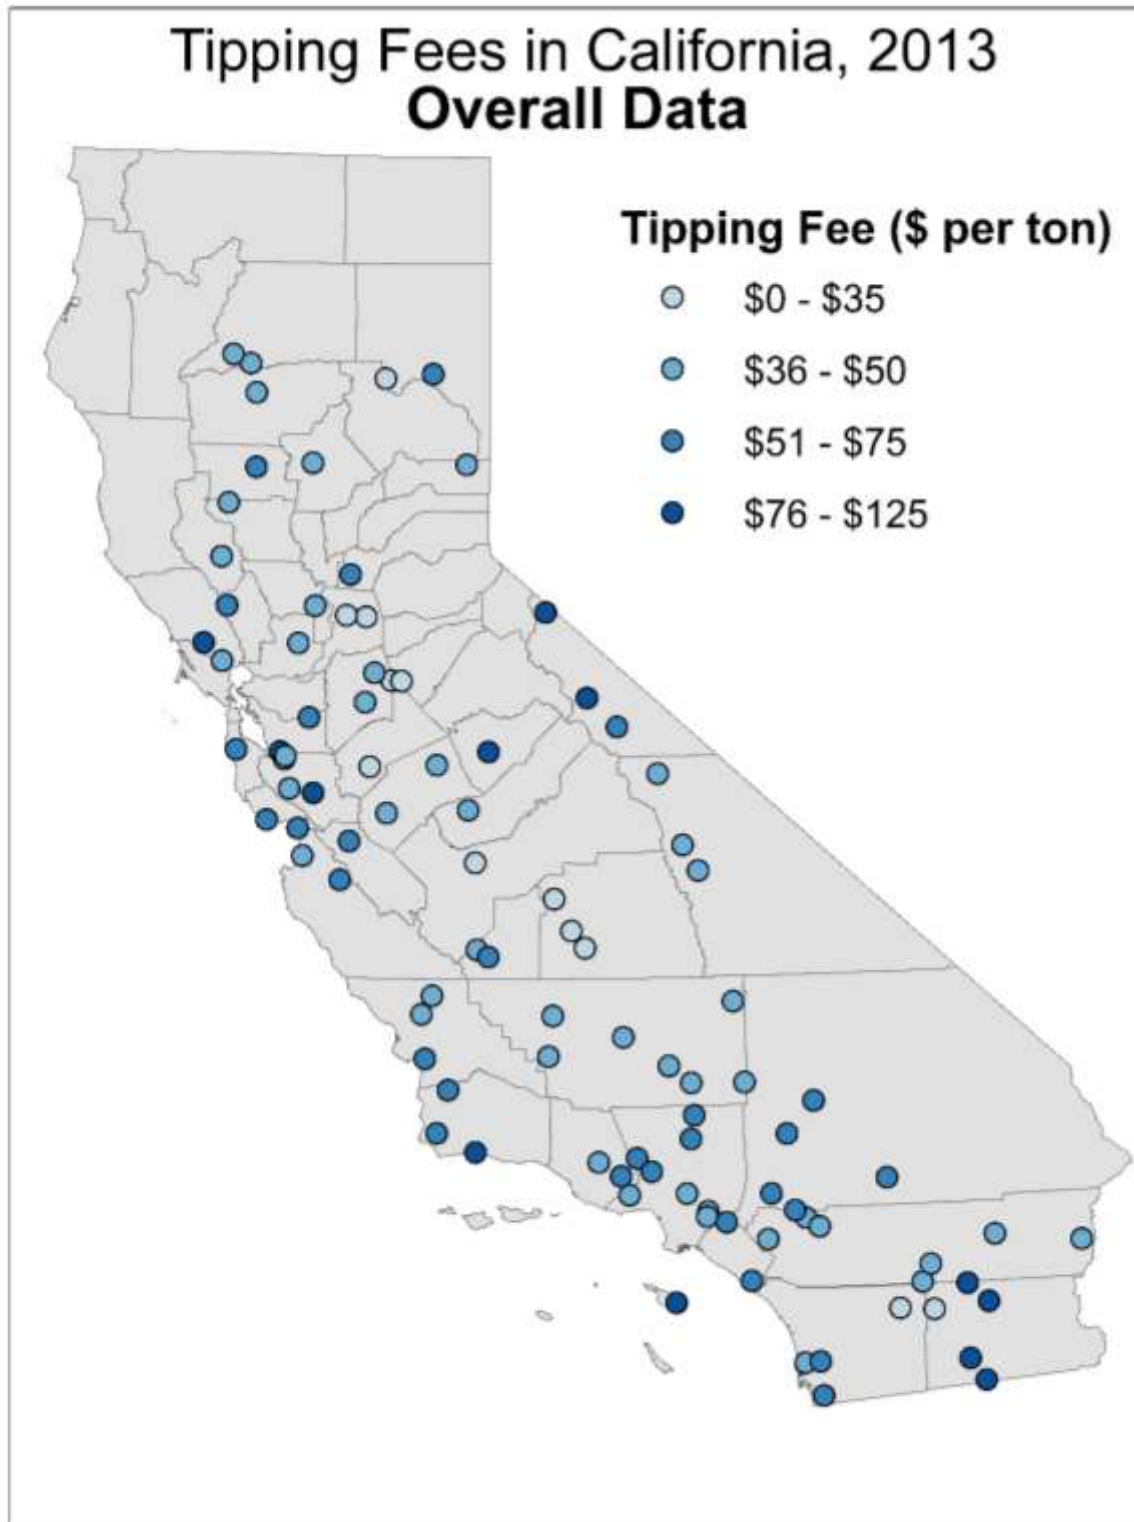 Tipping Fees in California, 2013
Overall Data
Tipping Fee ($ per ton)
$0 - $35
$36 - $50
$51 - $75
$76 - $125